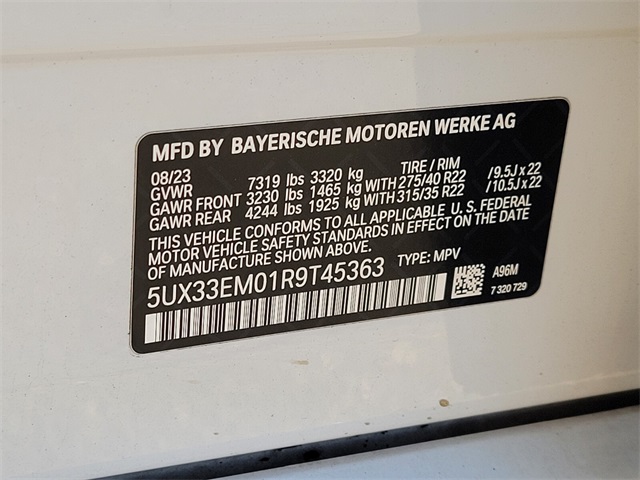 MFD BY BAYERISCHE MOTOREN WERKE AG
08/23 TIRE / RIM
GVWR 7319 lbs 3320 kg
GAWR FRONT 3230 lbs 1465 kg WITH 275/40 R22 /9.5J x 22
GAWR REAR 4244 lbs 1925 kg WITH 315/35 R22 /10.5J x 22
THIS VEHICLE CONFORMS TO ALL APPLICABLE U. S. FEDERAL
MOTOR VEHICLE SAFETY STANDARDS IN EFFECT ON THE DATE OF
MANUFACTURE SHOWN ABOVE.
5UX33EM01R9T45363 TYPE: MPV
A96M
7 320 729